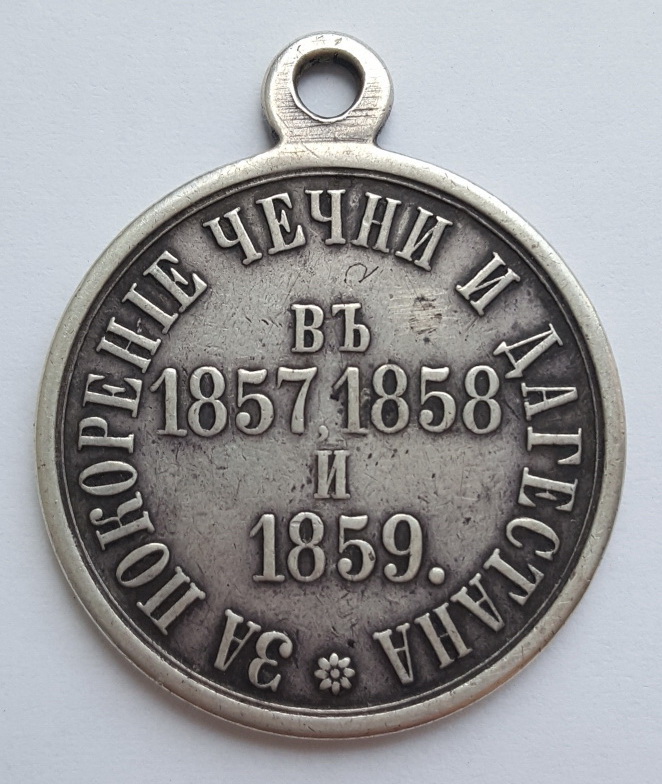 ЗА ПОКОРЕНІЕ ЧЕЧНИ И ДАГЕСТАНА
ВЪ
1857, 1858
И
1859.